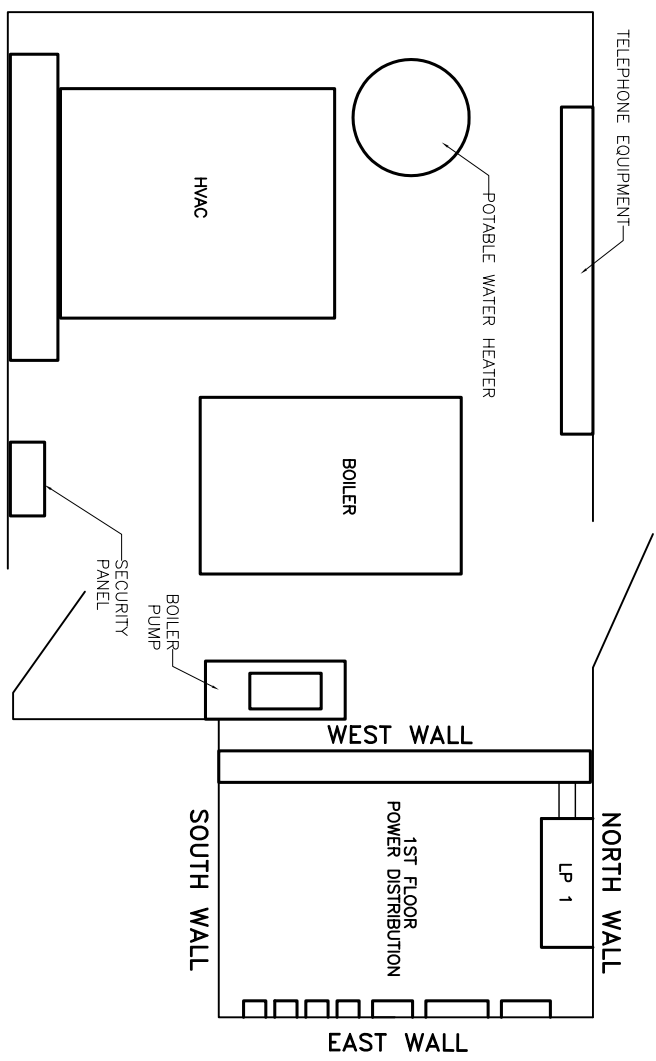 TELEPHONE EQUIPMENT
POTABLE WATER HEATER
HVAC
BOILER
SECURITY
PANEL
BOILER
PUMP
WEST WALL
NORTH WALL
LP 1
1ST FLOOR
POWER DISTRIBUTION
SOUTH WALL
EAST WALL